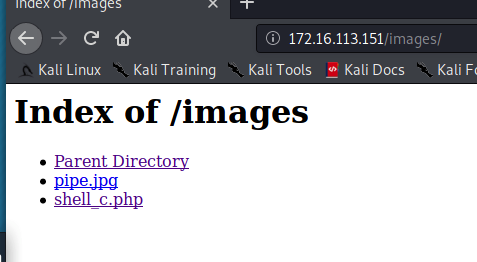 Index of /images
172.16.113.151/images/
Kali Linux Kali Training Kali Tools Kali Docs Kali
Index of /images
Parent Directory
pipe.jpg
shell_c.php